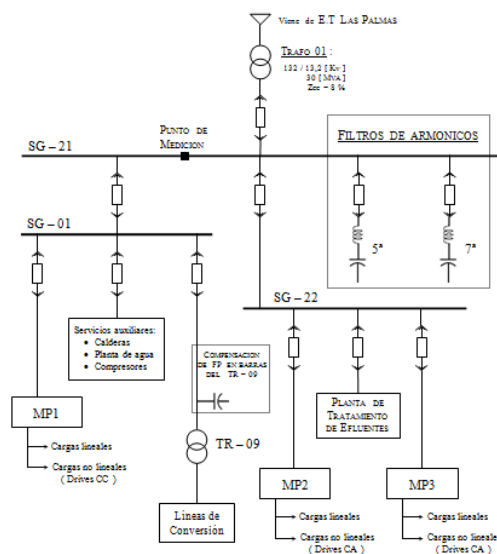 Viene de E.T LAS PALMAS
TRAFO 01 :
132 / 13,2 [ Kv ]
30 [ MVA ]
Zcc = 8 %
PUNTO DE
MEDICION
SG – 21
FILTROS DE ARMONICOS
5ª
7ª
SG – 01
SG – 22
Servicios auxiliares:
• Calderas
• Planta de agua
• Compresores
COMPENSACION
DE FP EN BARRAS
DEL TR – 09
MP1
Cargas lineales
Cargas no lineales
( Drives CC )
TR – 09
Líneas de
Conversión
PLANTA DE
TRATAMIENTO
DE EFLUENTES
MP2
Cargas lineales
Cargas no lineales
( Drives CA )
MP3
Cargas lineales
Cargas no lineales
( Drives CA )